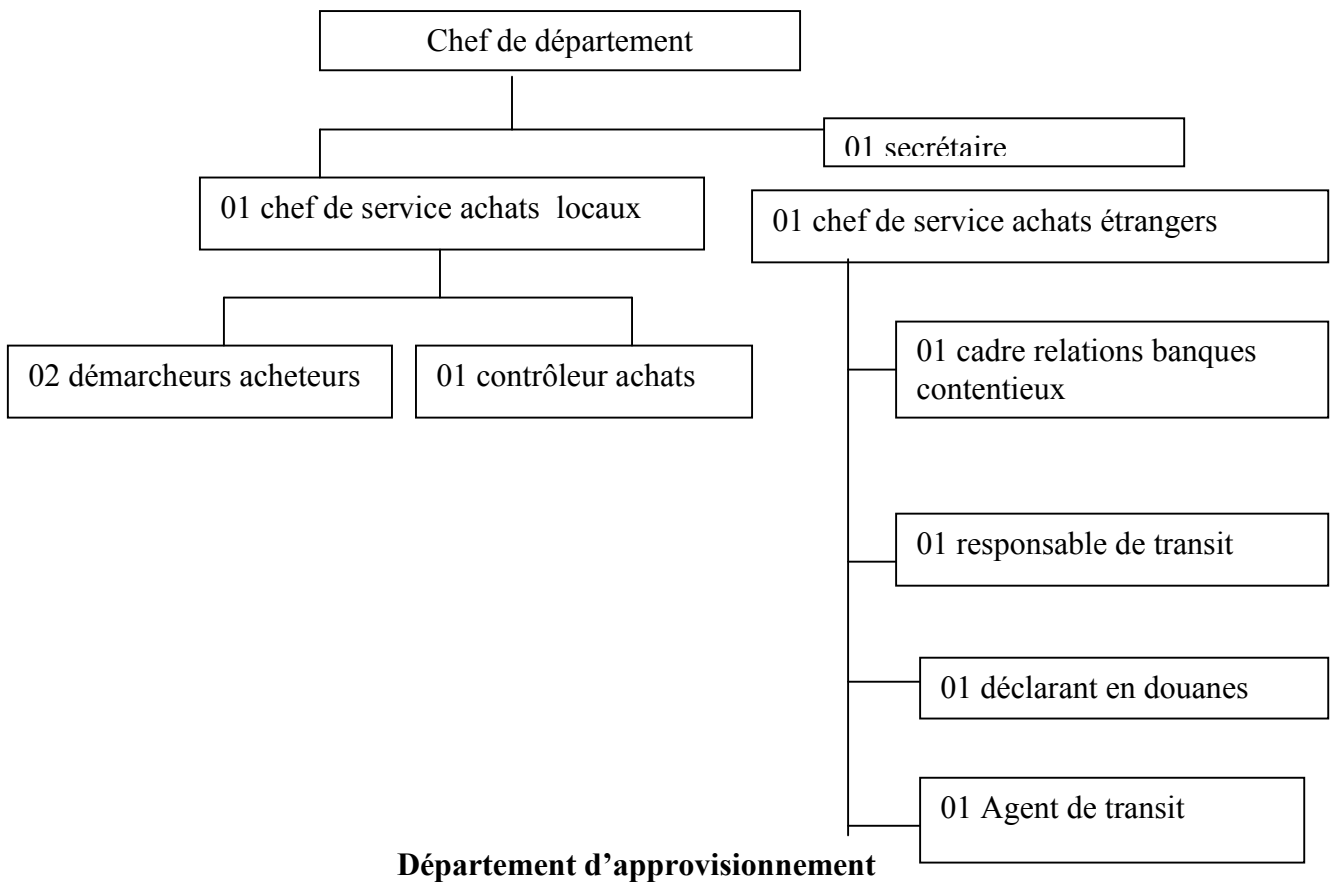 Chef de département
01 secrétaire
01 chef de service achats locaux
01 chef de service achats étrangers
02 démarcheurs acheteurs
01 contrôleur achats
01 cadre relations banques
contentieux
01 responsable de transit
01 déclarant en douanes
01 Agent de transit
Département d’approvisionnement